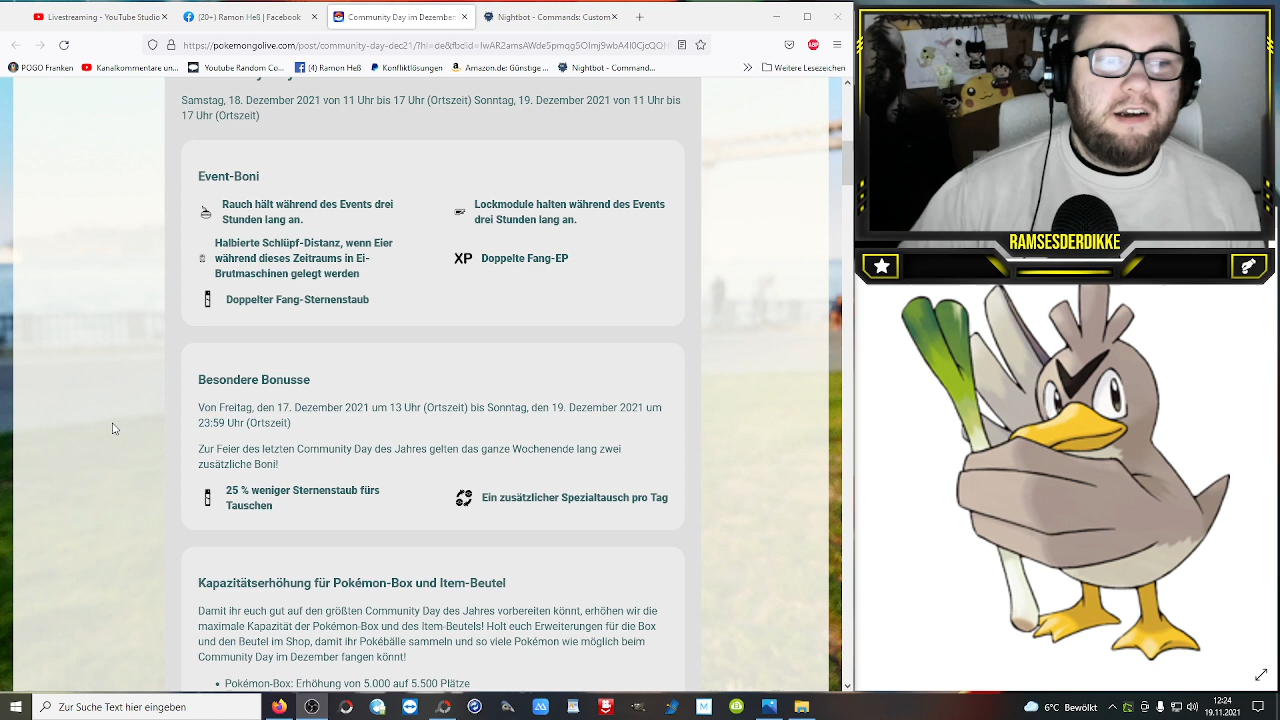 Livestreaming - YouTube
(20+) Facebook
Community-Day im Dezember
Nightbot - Commands Custom
https://pokemongolive.com/post/community-day-dec21/?hl=de&fbclid=
POGO Franken
Kanalkommentare un...
Youtube Random Co...
(4) Ramon Heß
Konfliktlösungen
Amazon.de: Günstige...
Nightbot - Command...
Weitere Lesezeichen
Samstag, 18. Dezember 2021 von 11 Uhr bis 17 Uhr (Ortszeit) Sonntag, 19. Dezember 2021 von 11 Uhr bis
17 Uhr (Ortszeit)
Event-Boni
Rauch hält während des Events drei
Stunden lang an.
Lockmodule halten während des Events
drei Stunden lang an.
Halbierte Schlüpf-Distanz, wenn Eier
während dieses Zeitraums in Ei-
Brutmaschinen gelegt werden
XP Doppelte Fang-EP
Doppelter Fang-Sternenstaub
Besondere Bonusse
Von Freitag, den 17. Dezember 2021 um 13 Uhr (Ortszeit) bis Sonntag, den 19. Dezember 2021 um
23:59 Uhr (Ortszeit)
Zur Feier des letzten Community Day des Jahres gelten das ganze Wochenende lang zwei
zusätzliche Boni!
25 % weniger Sternenstaub fürs
Tauschen
Ein zusätzlicher Spezialtausch pro Tag
Kapazitätserhöhung für Pokémon-Box und Item-Beutel
Damit ihr euch gut auf den größten Community Day des Jahres vorbereiten könnt, erhöhen wir die
maximale Kapazität der Pokémon-Box und des Item-Beutels! Holt euch Erweiterungen für die Box
und den Beutel im Shop, damit ihr Pokébälle sammeln und so viele Pokémon wie möglich beim
Community Day im Dezember fangen könnt!
• Pokémon-Box: Erhöhung von 5.000 auf 5.500 Plätze
RAMSESDERDIKKE
Zur Suche Text hier eingeben
8°C Bewölkt
12:24
19.11.2021